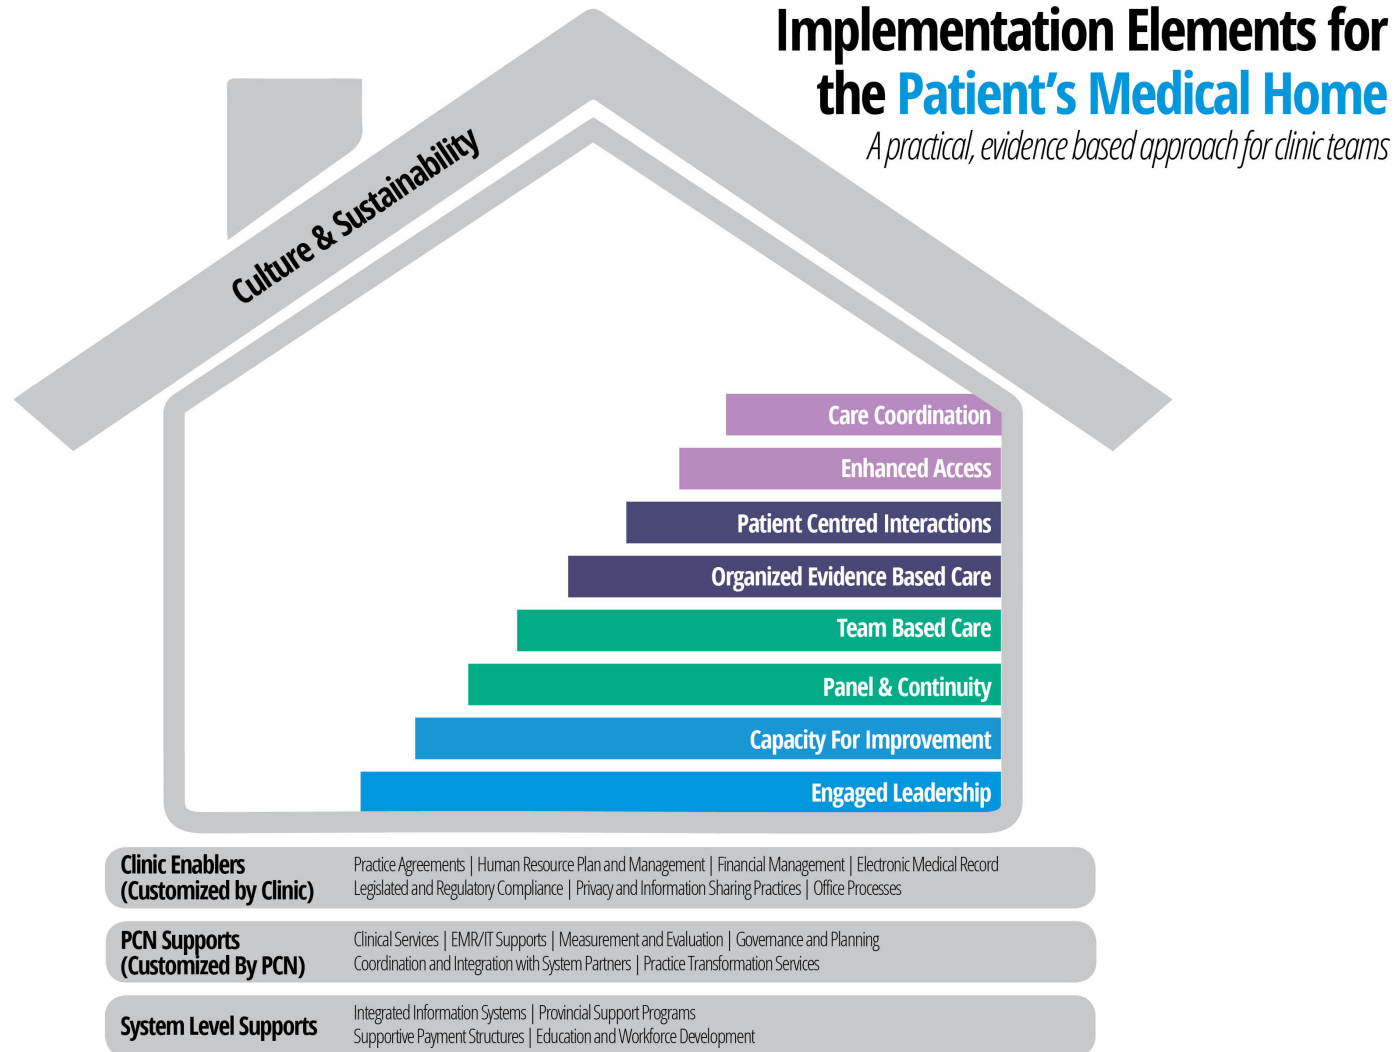 Implementation Elements for
the Patient's Medical Home
A practical, evidence based approach for clinic teams
Culture & Sustainability
Care Coordination
Enhanced Access
Patient Centred Interactions
Organized Evidence Based Care
Team Based Care
Panel & Continuity
Capacity For Improvement
Engaged Leadership
Clinic Enablers
(Customized by Clinic)
Practice Agreements | Human Resource Plan and Management | Financial Management | Electronic Medical Record
Legislated and Regulatory Compliance | Privacy and Information Sharing Practices | Office Processes
PCN Supports
(Customized By PCN)
Clinical Services | EMR/IT Supports | Measurement and Evaluation | Governance and Planning
Coordination and Integration with System Partners | Practice Transformation Services
System Level Supports
Integrated Information Systems | Provincial Support Programs
Supportive Payment Structures | Education and Workforce Development